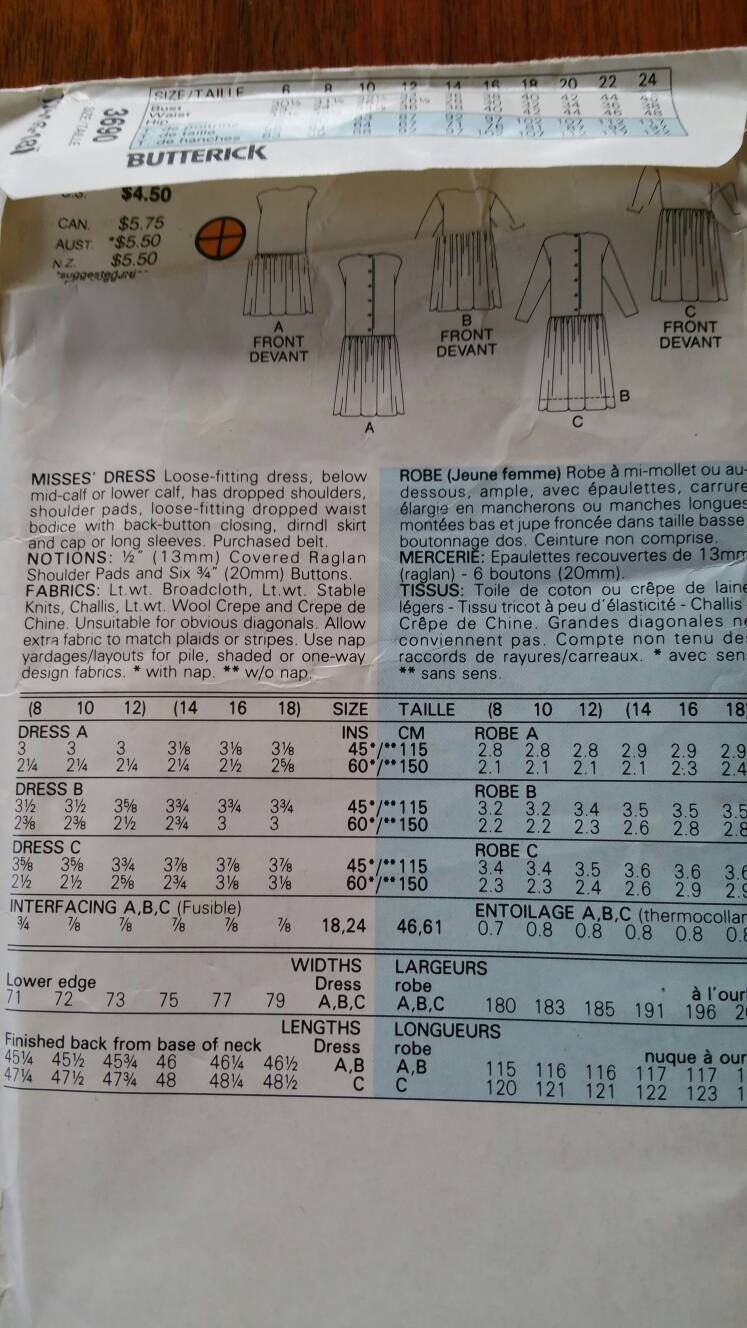 3690
SIZE/TAILLE
SIZE/TAILLE 6 8 10 12 14 16 18 20 22 24
Bust
Waist
Hip
de taille
de hanches
BUTTERICK
$4.50
CAN. $5.75
AUST. *$5.50
N.Z. $5.50
A
FRONT
DEVANT
B
FRONT
DEVANT
C
FRONT
DEVANT
B
A
C
MISSES' DRESS Loose-fitting dress, below
mid-calf or lower calf, has dropped shoulders,
shoulder pads, loose-fitting dropped waist
bodice with back-button closing, dirndl skirt
and cap or long sleeves. Purchased belt.
NOTIONS: ½" (13mm) Covered Raglan
Shoulder Pads and Six ¾" (20mm) Buttons.
FABRICS: Lt.wt. Broadcloth, Lt.wt. Stable
Knits, Challis, Lt.wt. Wool Crepe and Crepe de
Chine. Unsuitable for obvious diagonals. Allow
extra fabric to match plaids or stripes. Use nap
yardages/layouts for pile, shaded or one-way
design fabrics. * with nap. ** w/o nap.
ROBE (Jeune femme) Robe à mi-mollet ou au-
dessous, ample, avec épaulettes, carrure
élargie en mancherons ou manches longues
montées bas et jupe froncée dans taille basse
boutonnage dos. Ceinture non comprise.
MERCERIE: Epaulettes recouvertes de 13mm
(raglan) - 6 boutons (20mm).
TISSUS: Toile de coton ou crêpe de laine
légers - Tissu tricot à peu d'élasticité - Challis
Crêpe de Chine. Grandes diagonales ne
conviennent pas. Compte non tenu des
raccords de rayures/carreaux. * avec sens
** sans sens.
(8 10 12) (14 16 18) SIZE TAILLE (8 10 12) (14 16 18
DRESS A INS CM ROBE A
3 3 3 3⅛ 3⅛ 3⅛ 45*/**115 2.8 2.8 2.8 2.9 2.9 2.9
2¼ 2¼ 2¼ 2¼ 2½ 2⅝ 60*/**150 2.1 2.1 2.1 2.1 2.3 2.4
DRESS B ROBE B
3½ 3½ 3⅝ 3¾ 3¾ 3¾ 45*/**115 3.2 3.2 3.4 3.5 3.5 3.5
2⅜ 2⅜ 2½ 2¾ 3 3 60*/**150 2.2 2.2 2.3 2.6 2.8 2.8
DRESS C ROBE C
3⅝ 3⅝ 3¾ 3⅞ 3⅞ 3⅞ 45*/**115 3.4 3.4 3.5 3.6 3.6 3.6
2½ 2½ 2⅝ 2¾ 3⅛ 3⅛ 60*/**150 2.3 2.3 2.4 2.6 2.9 2.9
INTERFACING A,B,C (Fusible) ENTOILAGE A,B,C (thermocollar
¾ ⅞ ⅞ ⅞ ⅞ ⅞ 18,24 46,61 0.7 0.8 0.8 0.8 0.8 0.8
WIDTHS LARGEURS
Lower edge Dress robe à l'our
71 72 73 75 77 79 A,B,C A,B,C 180 183 185 191 196 20
LENGTHS LONGUEURS
Finished back from base of neck Dress robe nuque à our
45¼ 45½ 45¾ 46 46¼ 46½ A,B A,B 115 116 116 117 117 1
47¼ 47½ 47¾ 48 48¼ 48½ C C 120 121 121 122 123 1